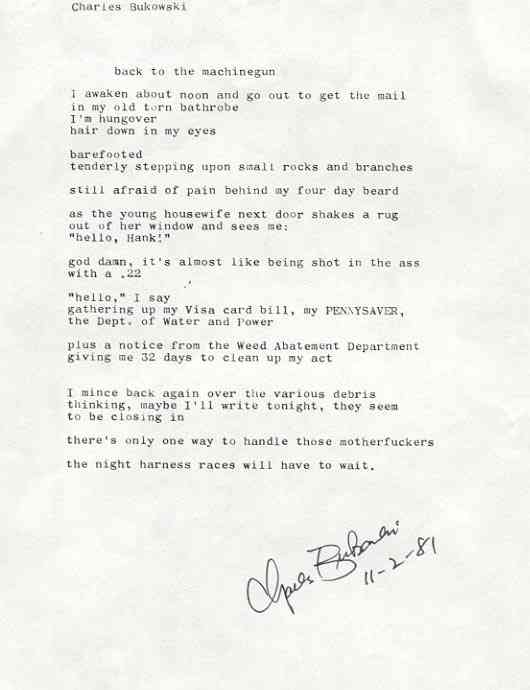 Charles Bukowski
back to the machinegun
I awaken about noon and go out to get the mail
in my old torn bathrobe
I'm hungover
hair down in my eyes
barefooted
tenderly stepping upon small rocks and branches
still afraid of pain behind my four day beard
as the young housewife next door shakes a rug
out of her window and sees me:
"hello, Hank!"
god damn, it's almost like being shot in the ass
with a .22
"hello," I say
gathering up my Visa card bill, my PENNYSAVER,
the Dept. of Water and Power
plus a notice from the Weed Abatement Department
giving me 32 days to clean up my act
I mince back again over the various debris
thinking, maybe I'll write tonight, they seem
to be closing in
there's only one way to handle those motherfuckers
the night harness races will have to wait.
Charles Bukowski
11-2-81